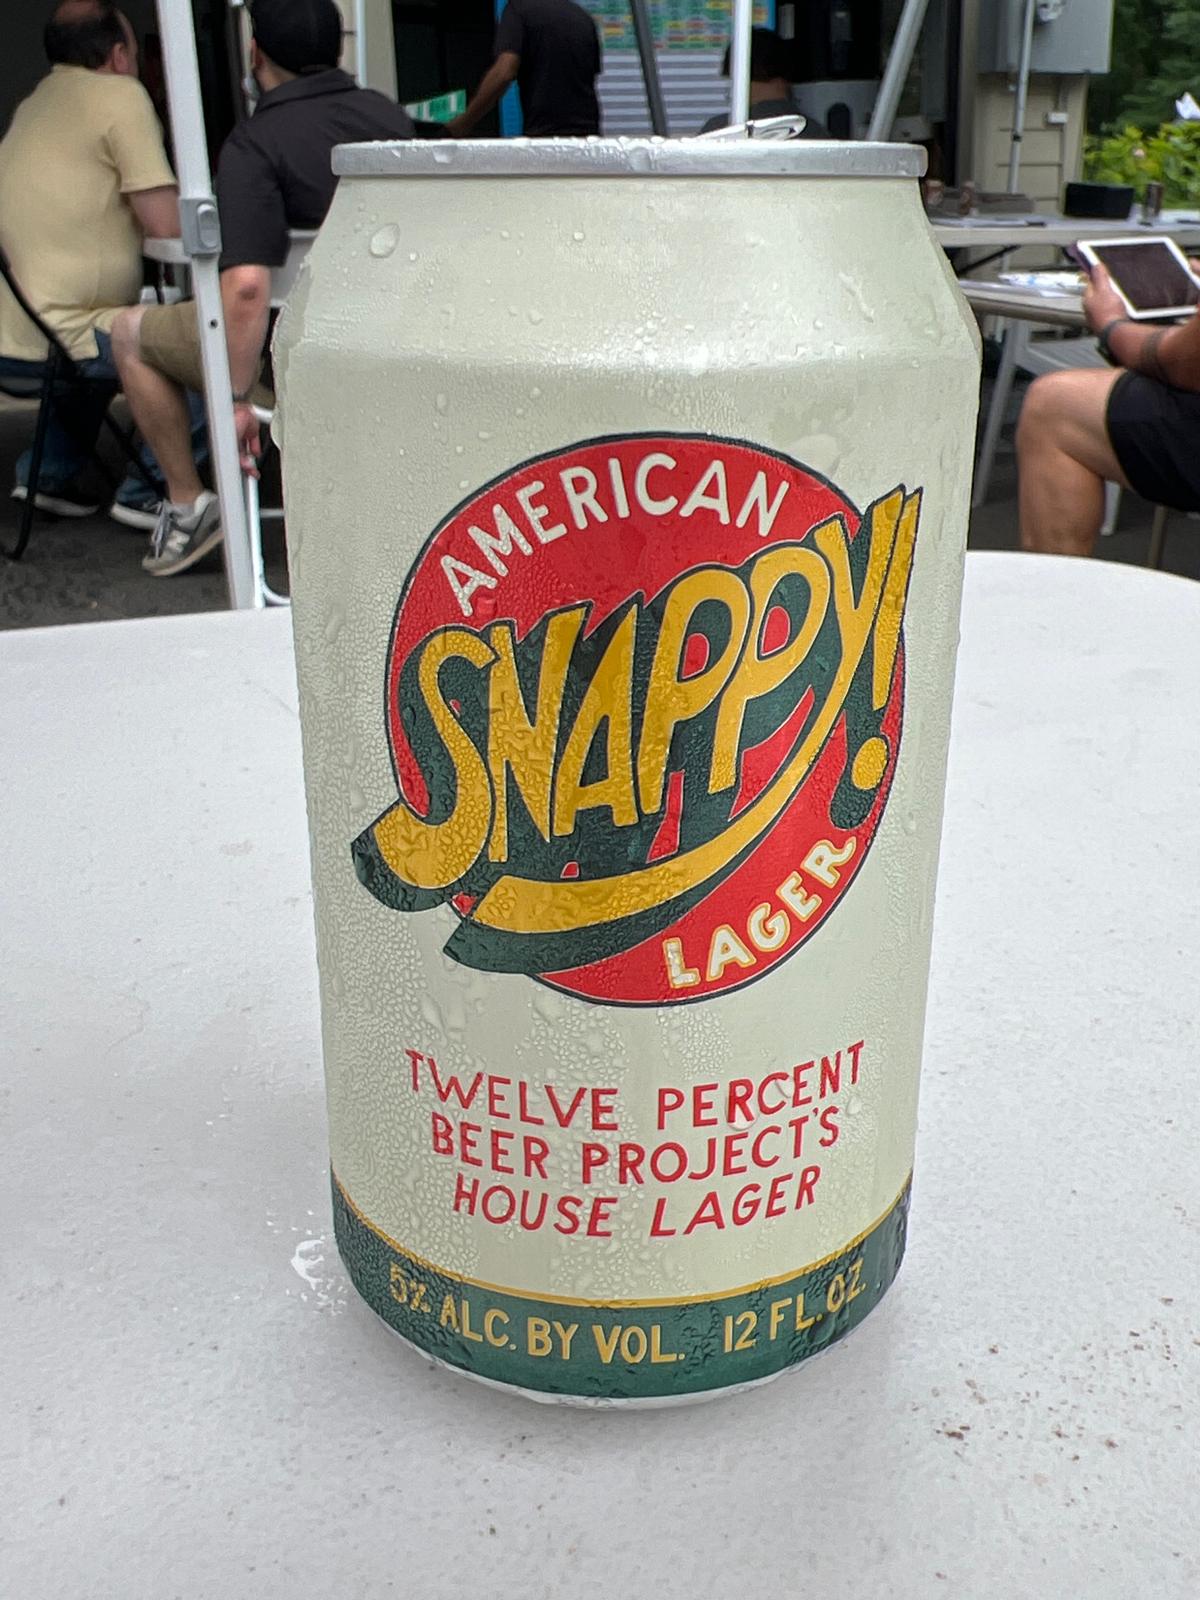 AMERICAN
SNAPPY!
LAGER
TWELVE PERCENT
BEER PROJECT'S
HOUSE LAGER
5% ALC. BY VOL. 12 FL. OZ.